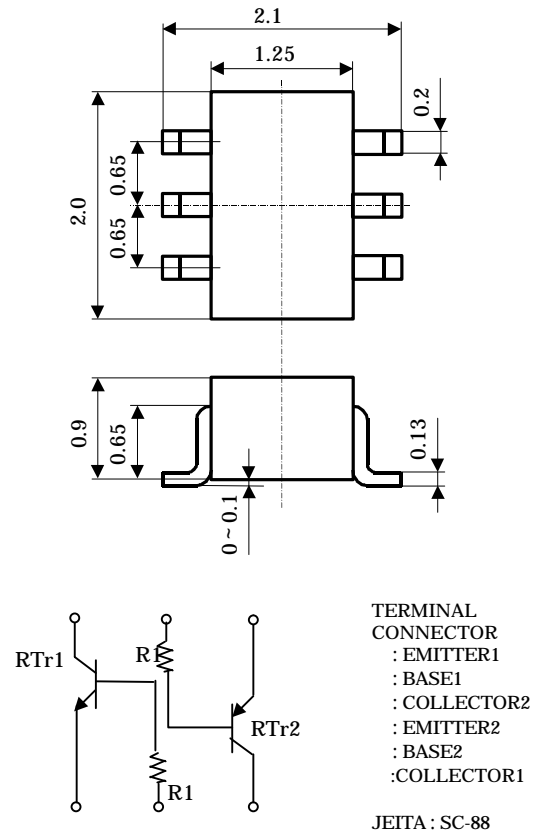 2.1
1.25
0.2
0.65
2.0
0.65
0.9
0.65
0.13
0~0.1
RTr1
R1
RTr2
R1
TERMINAL
CONNECTOR
: EMITTER1
: BASE1
: COLLECTOR2
: EMITTER2
: BASE2
:COLLECTOR1
JEITA : SC-88